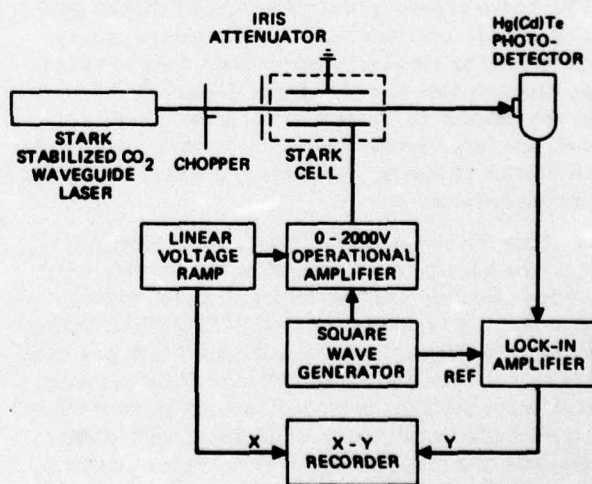 IRIS
ATTENUATOR
Hg(Cd)Te
PHOTO-
DETECTOR
STARK
STABILIZED CO2
WAVEGUIDE
LASER
CHOPPER
STARK
CELL
LINEAR
VOLTAGE
RAMP
0 - 2000V
OPERATIONAL
AMPLIFIER
SQUARE
WAVE
GENERATOR
REF
LOCK-IN
AMPLIFIER
X
X - Y
RECORDER
Y